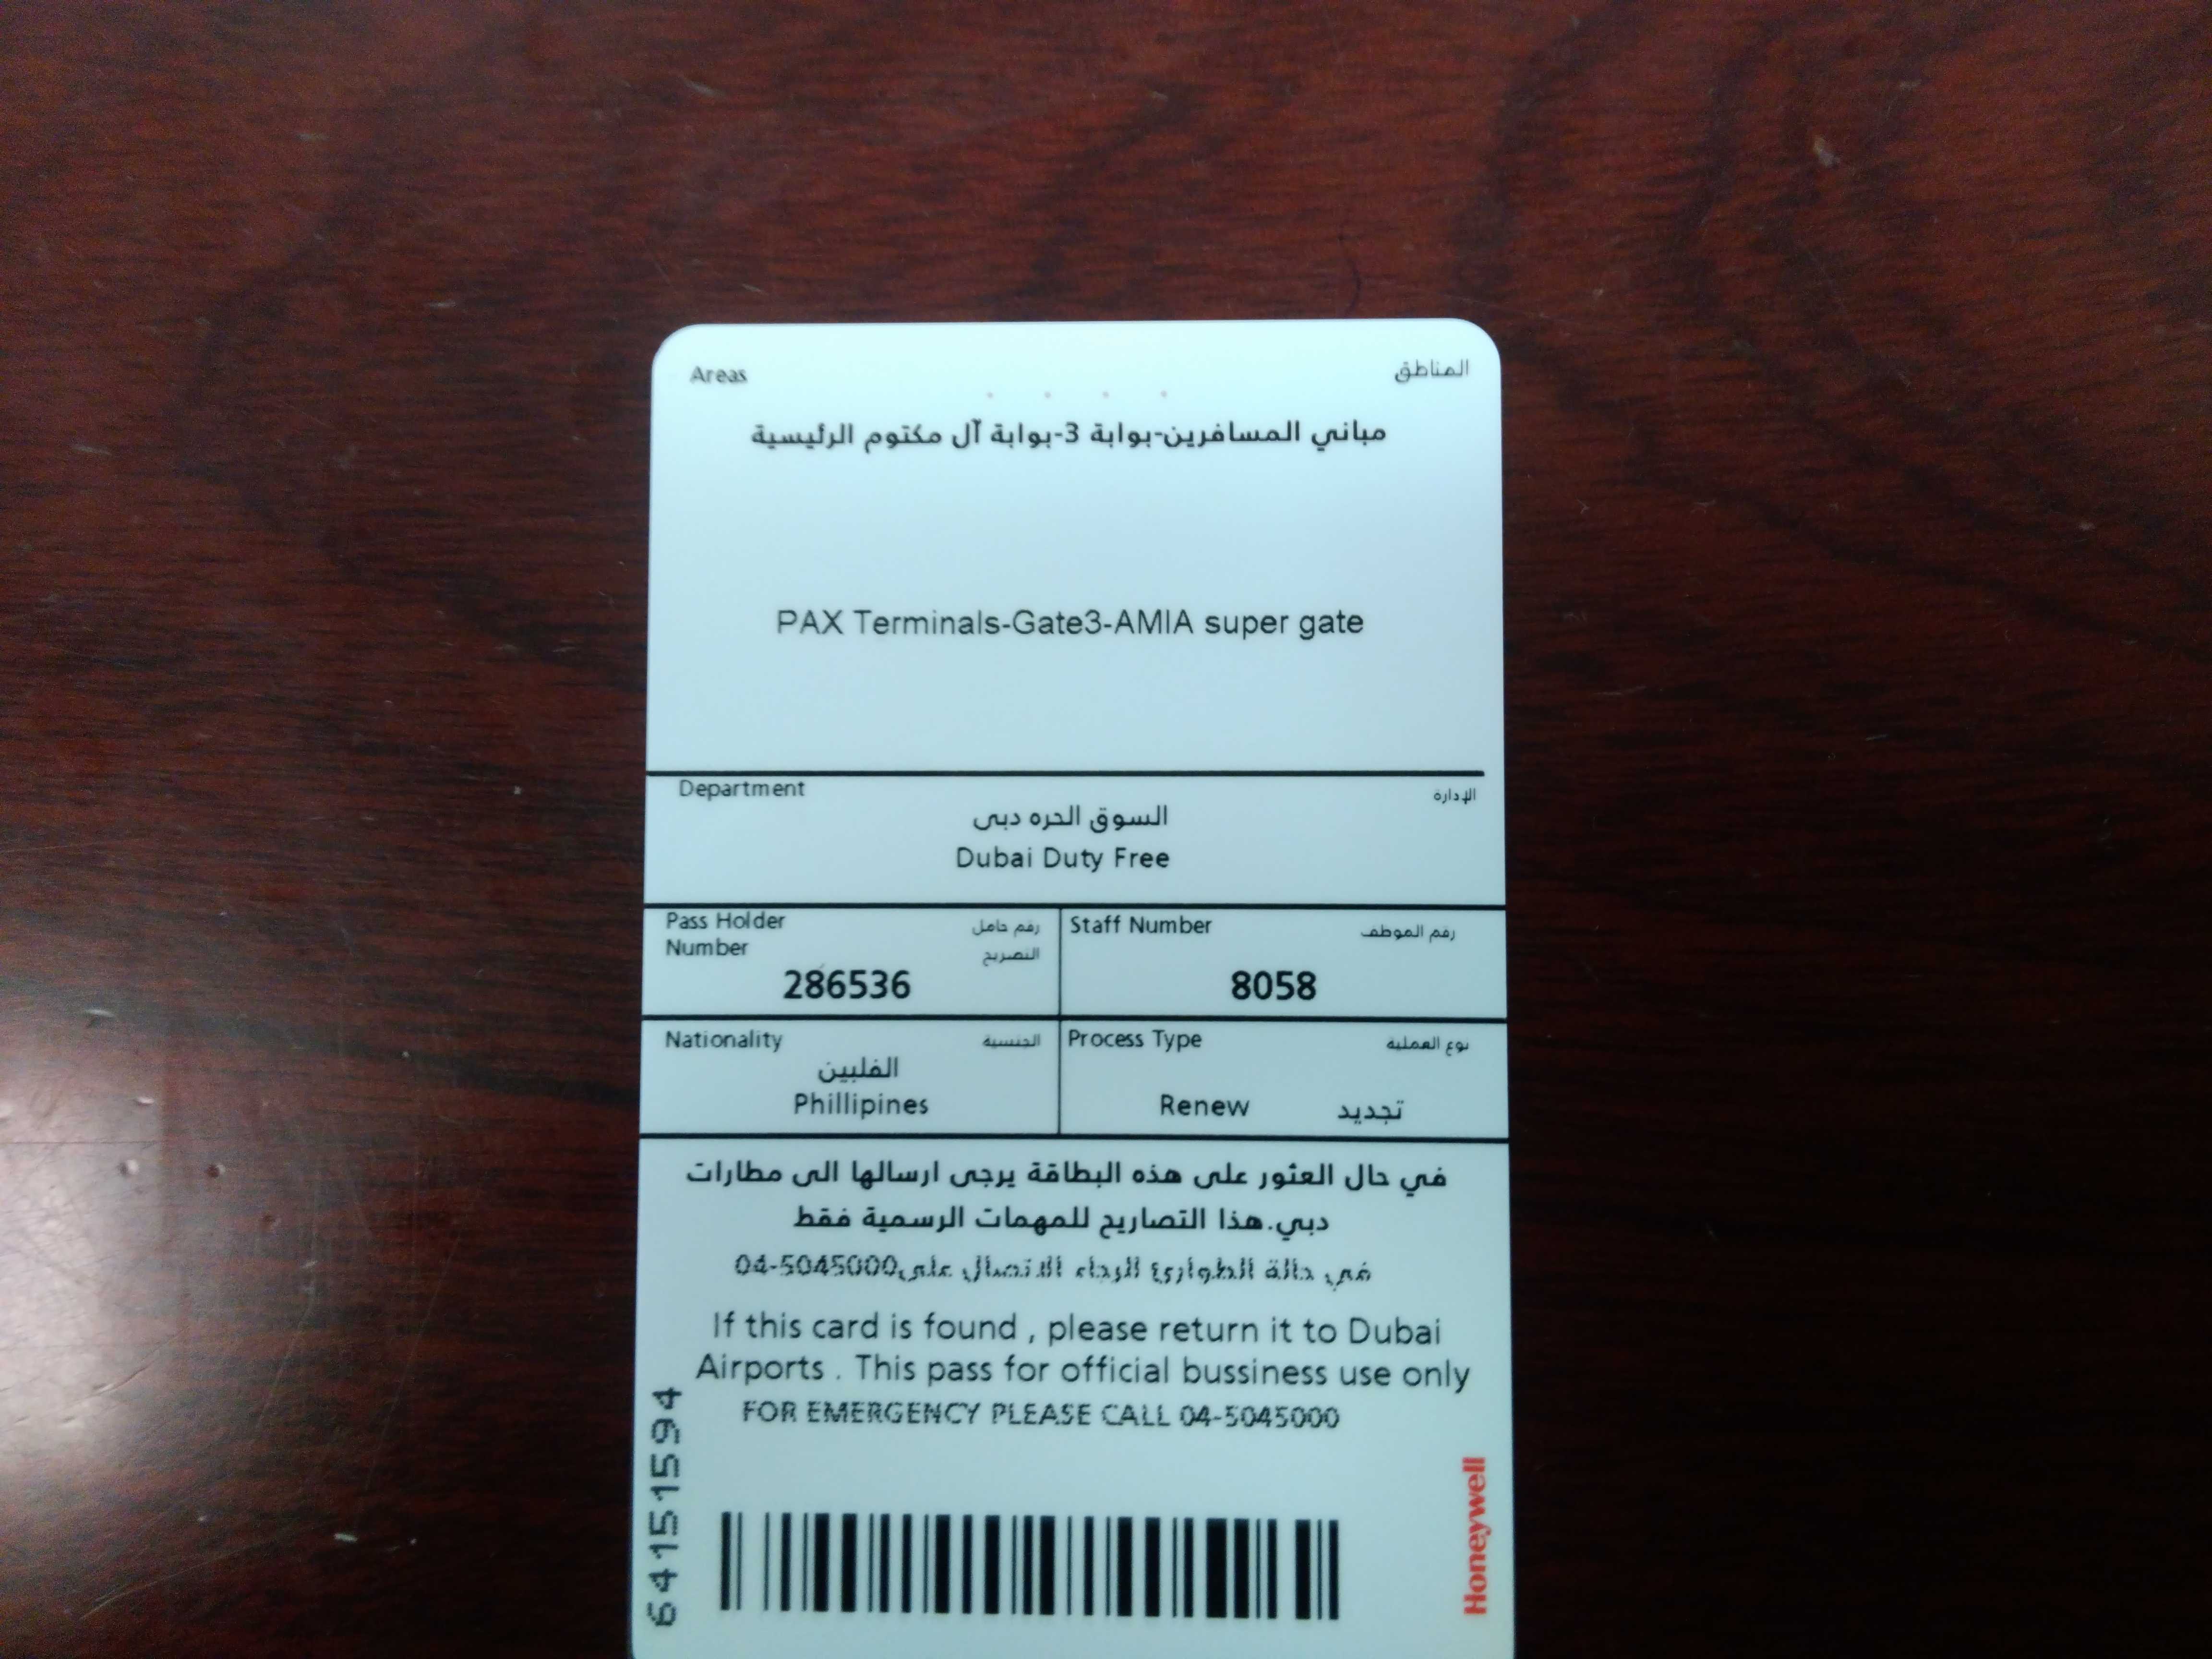 Areas المناطق
مباني المسافرين-بوابة 3-بوابة آل مكتوم الرئيسية
PAX Terminals-Gate3-AMIA super gate
Department الإدارة
السوق الحره دبى
Dubai Duty Free
Pass Holder Number رقم حامل التصريح
286536
Staff Number رقم الموظف
8058
Nationality الجنسية
الفلبين
Phillipines
Process Type نوع العملية
Renew تجديد
في حال العثور على هذه البطاقة يرجى ارسالها الى مطارات
دبي.هذا التصاريح للمهمات الرسمية فقط
في حالة الطوارئ الرجاء الاتصال على04-5045000
If this card is found , please return it to Dubai
Airports . This pass for official bussiness use only
FOR EMERGENCY PLEASE CALL 04-5045000
64151594
Honeywell